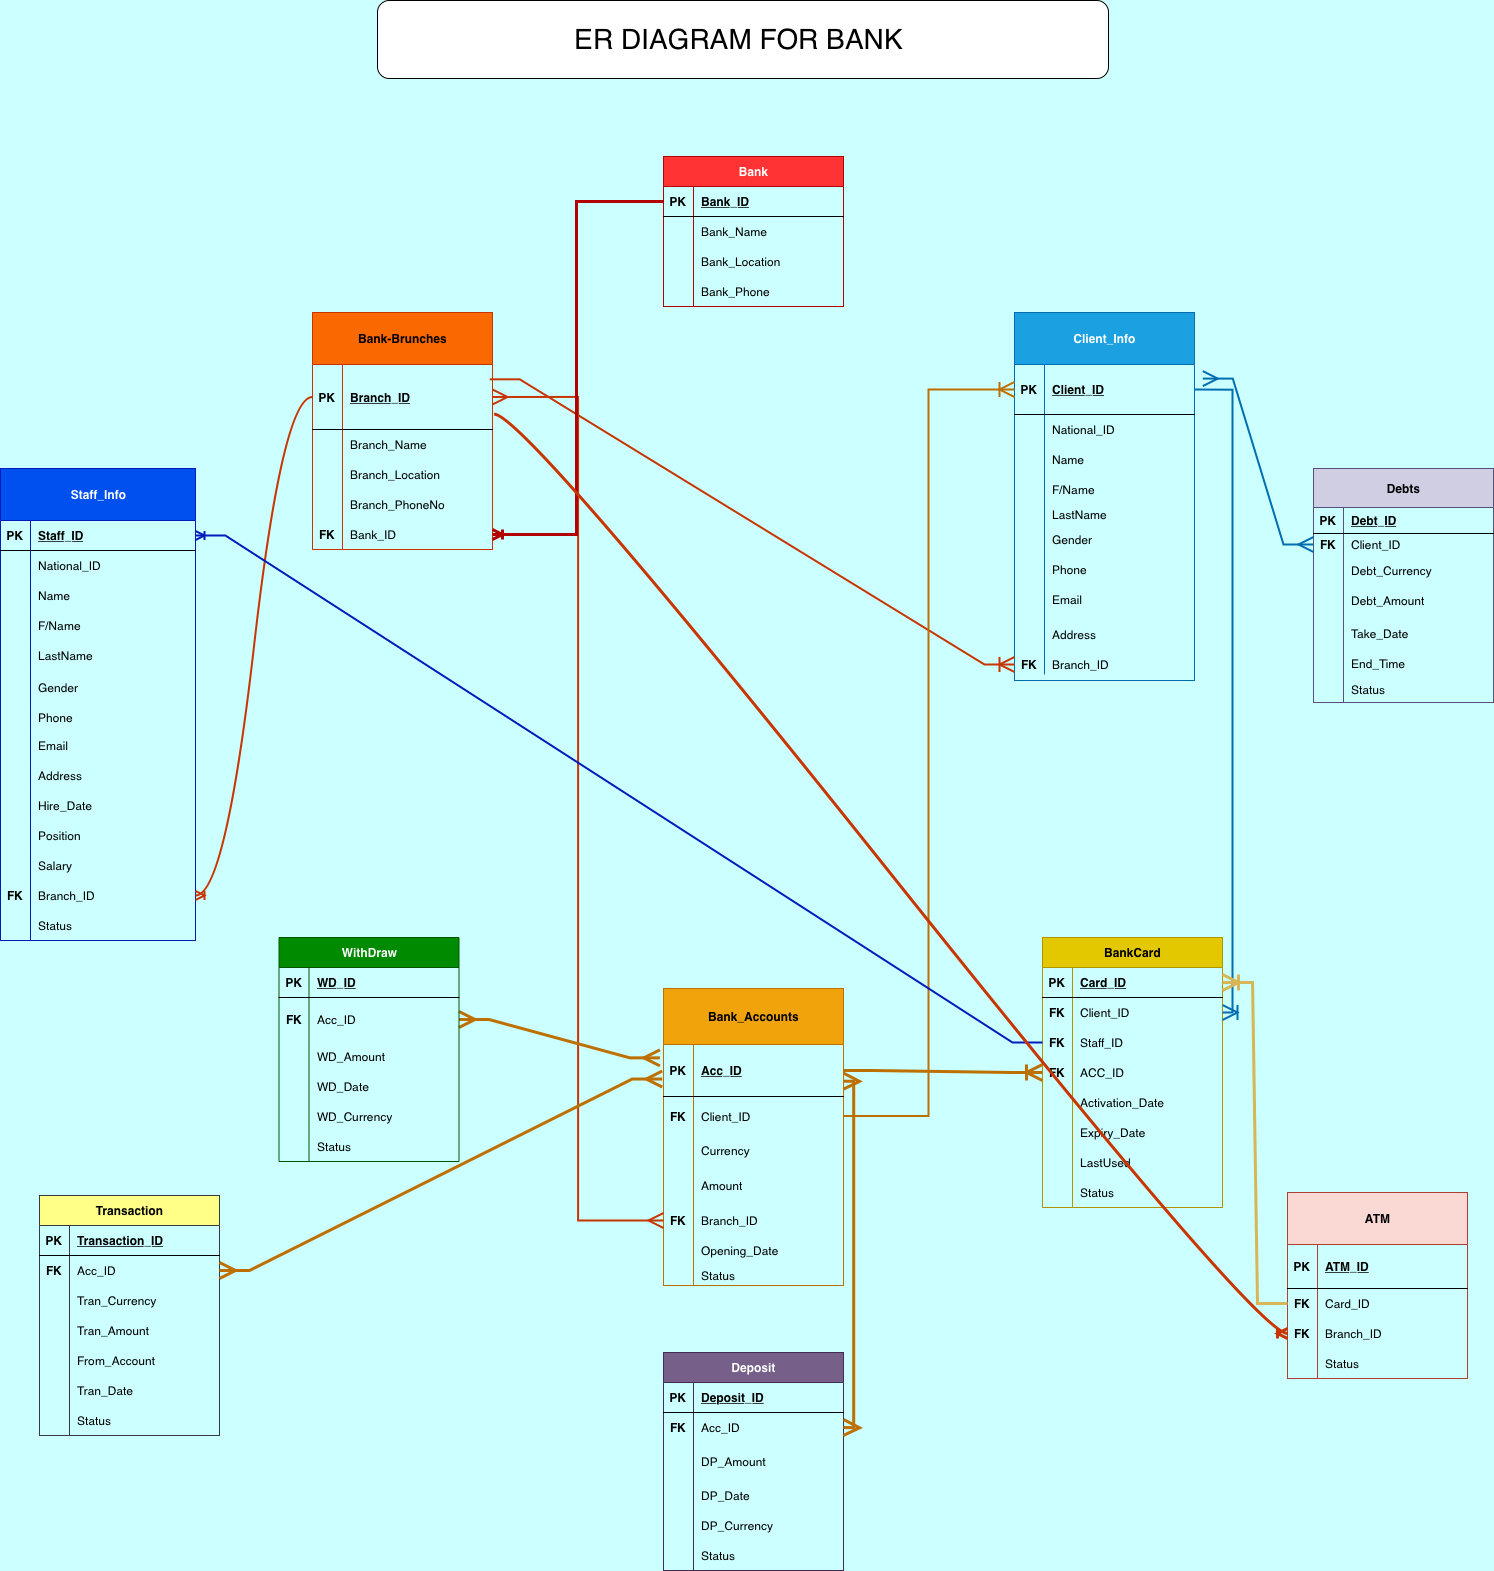 ER DIAGRAM FOR BANK
Bank
PK Bank_ID
Bank_Name
Bank_Location
Bank_Phone
Bank-Brunches
PK Branch_ID
Branch_Name
Branch_Location
Branch_PhoneNo
FK Bank_ID
Client_Info
PK Client_ID
National_ID
Name
F/Name
LastName
Gender
Phone
Email
Address
FK Branch_ID
Staff_Info
PK Staff_ID
National_ID
Name
F/Name
LastName
Gender
Phone
Email
Address
Hire_Date
Position
Salary
FK Branch_ID
Status
Debts
PK Debt_ID
FK Client_ID
Debt_Currency
Debt_Amount
Take_Date
End_Time
Status
WithDraw
PK WD_ID
FK Acc_ID
WD_Amount
WD_Date
WD_Currency
Status
Bank_Accounts
PK Acc_ID
FK Client_ID
Currency
Amount
FK Branch_ID
Opening_Date
Status
BankCard
PK Card_ID
FK Client_ID
FK Staff_ID
FK ACC_ID
Activation_Date
Expiry_Date
LastUsed
Status
Transaction
PK Transaction_ID
FK Acc_ID
Tran_Currency
Tran_Amount
From_Account
Tran_Date
Status
ATM
PK ATM_ID
FK Card_ID
FK Branch_ID
Status
Deposit
PK Deposit_ID
FK Acc_ID
DP_Amount
DP_Date
DP_Currency
Status